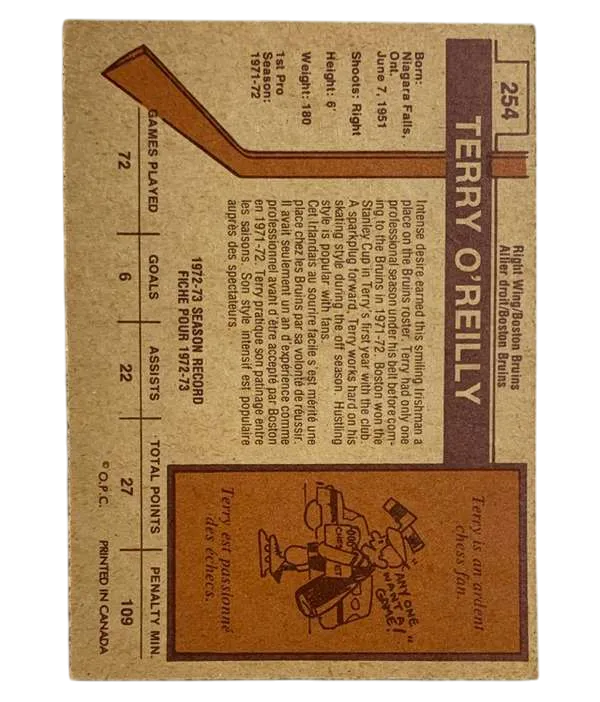 254
TERRY O'REILLY
Right Wing/Boston Bruins
Ailier droit/Boston Bruins
Born:
Niagara Falls,
Ont.
June 7, 1951
Shoots: Right
Height: 6'
Weight: 180
1st Pro
Season:
1971-72
Intense desire earned this smiling Irishman a
place on the Bruins roster. Terry had only one
professional season under his belt before com-
ing to the Bruins in 1971-72. Boston won the
Stanley Cup in Terry's first year with the club.
A sparkplug forward. Terry works hard on his
skating style during the off season. Hustling
style is popular with fans.
Cet Irlandais au sourire facile s'est mérité une
place chez les Bruins par sa volonté de réussir.
Il avait seulement un an d'expérience comme
professionnel avant d'être accepté par Boston
en 1971-72. Terry pratique son patinage entre
les saisons. Son style intensif est populaire
auprès des spectateurs.
Terry is an ardent
chess fan.
"ANY ONE
WANT A
GAME!"
FOOD
CHESS
Terry est passionné
des échecs.
1972-73 SEASON RECORD
FICHE POUR 1972-73
GAMES PLAYED GOALS ASSISTS TOTAL POINTS PENALTY MIN.
72 6 22 27 109
© O.P.C. PRINTED IN CANADA